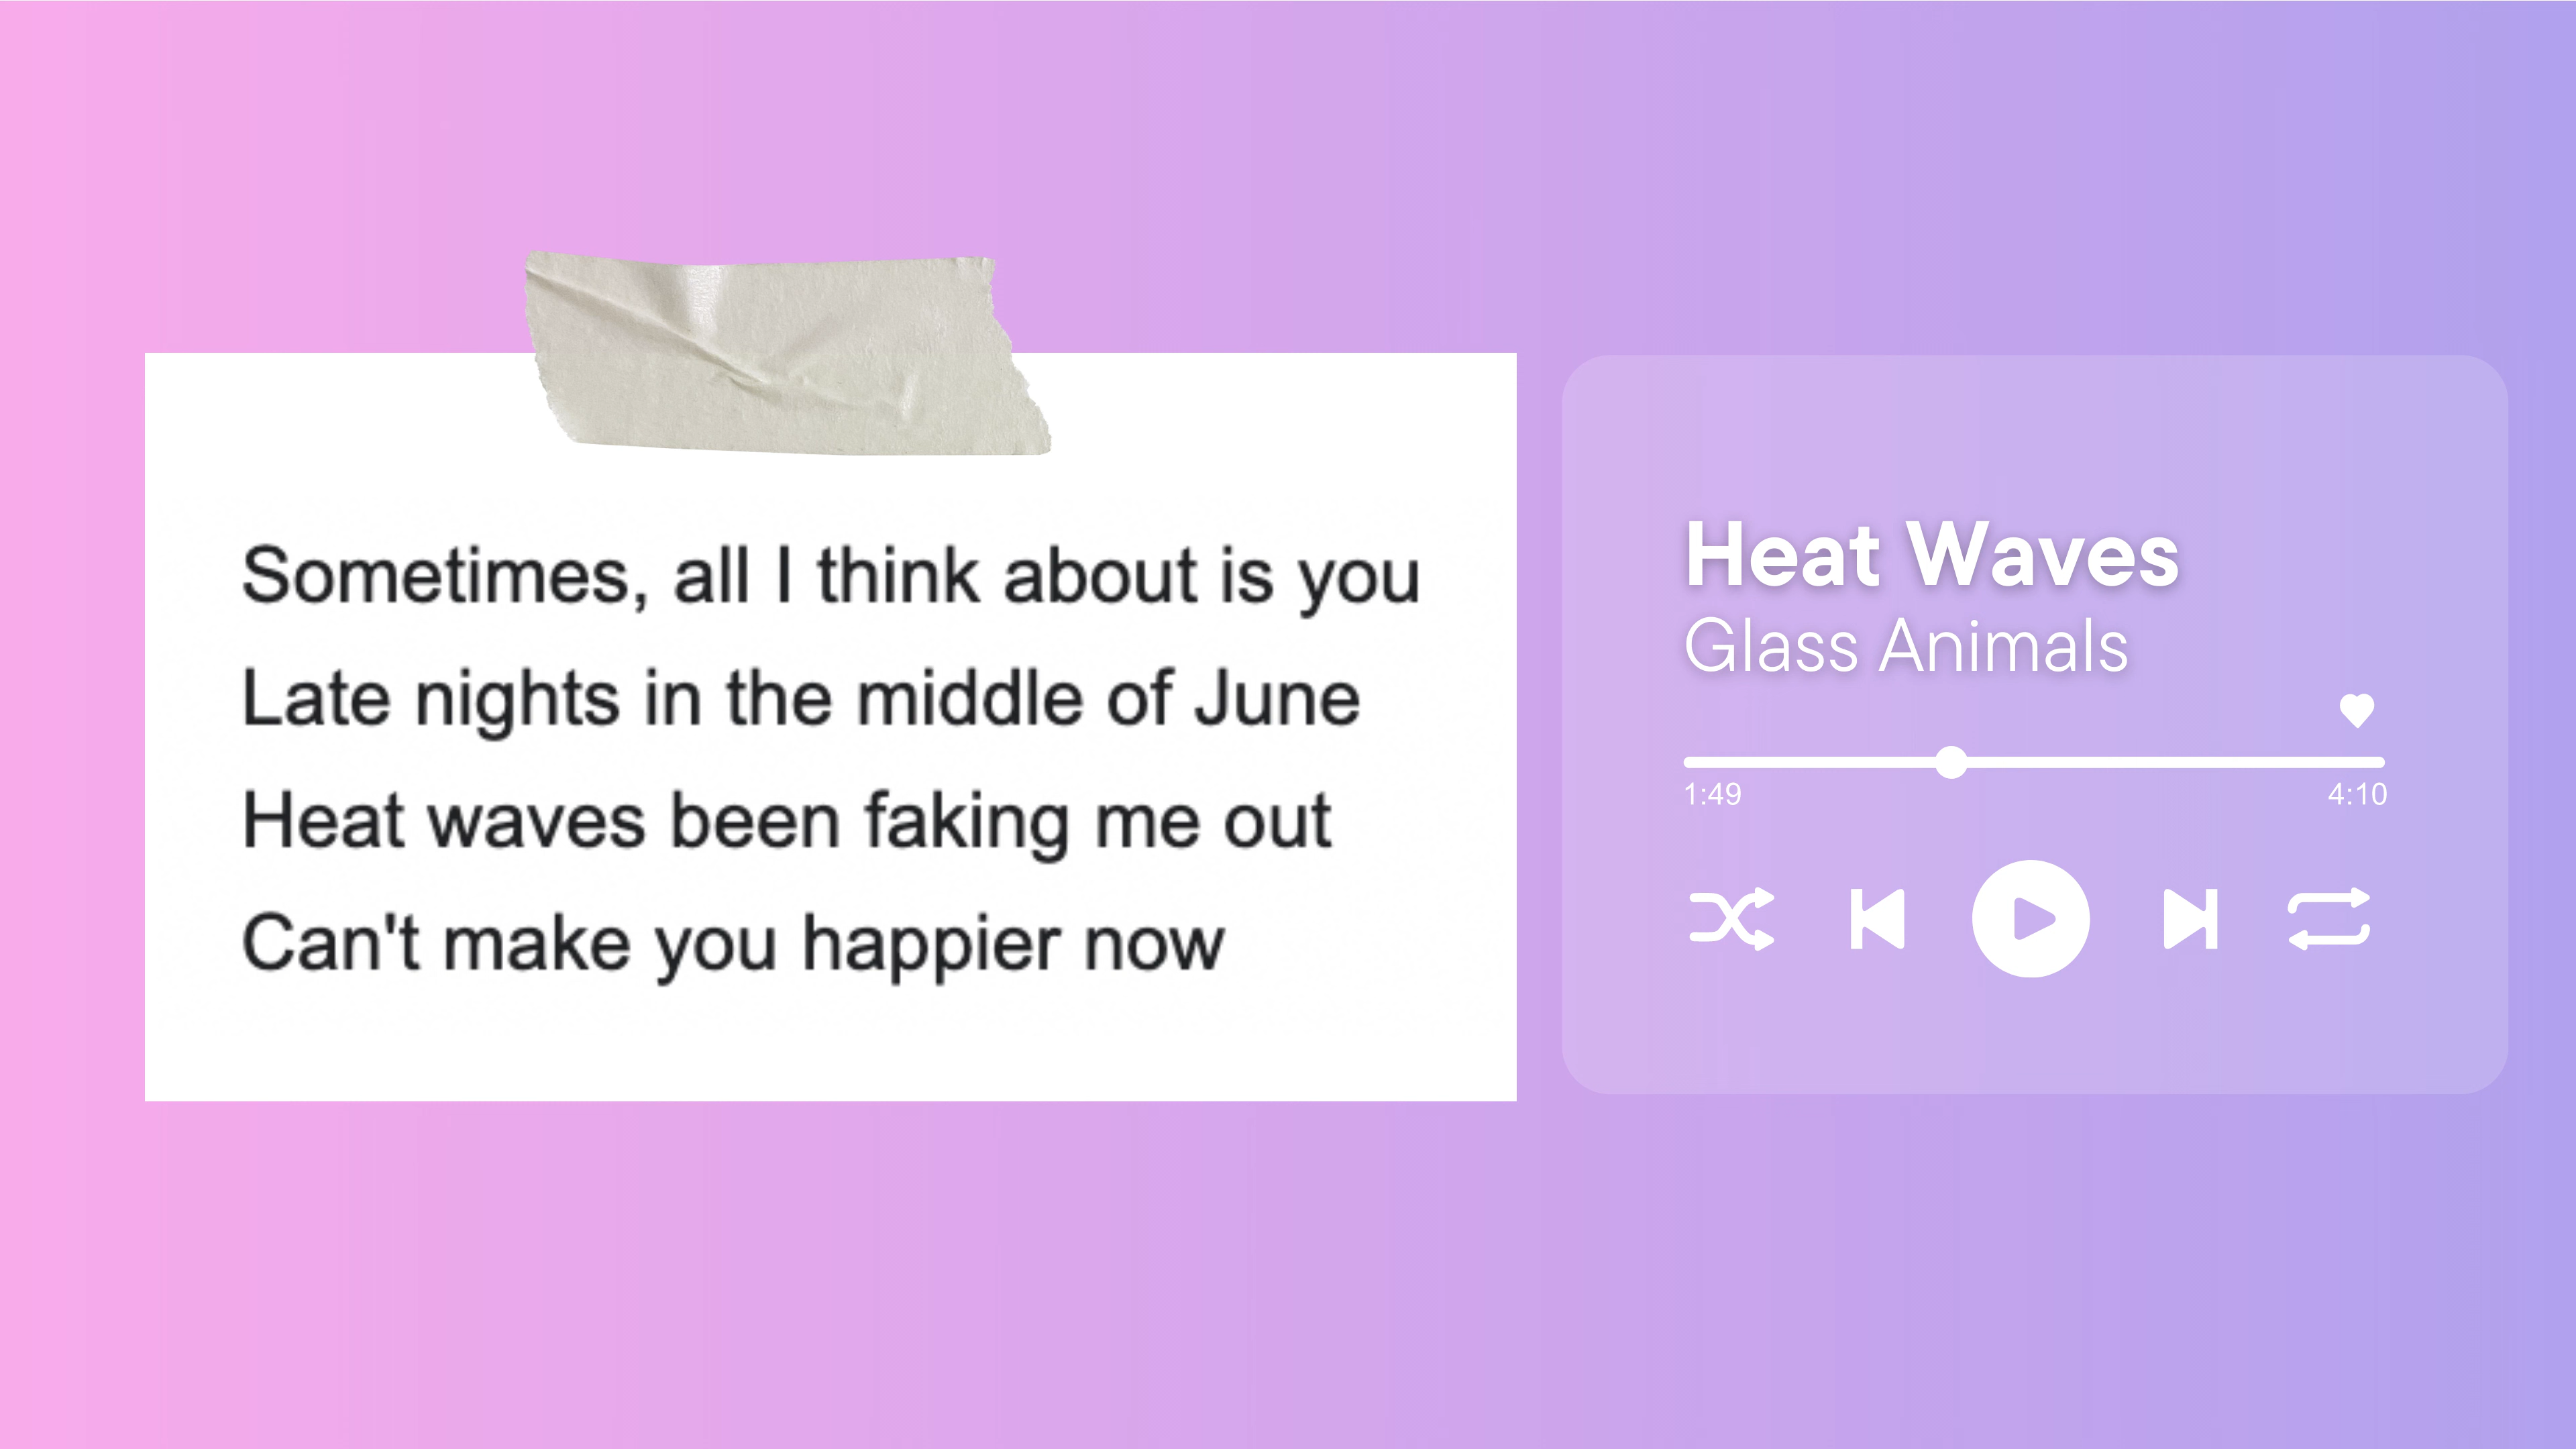 Sometimes, all I think about is you
Late nights in the middle of June
Heat waves been faking me out
Can't make you happier now
Heat Waves
Glass Animals
1:49 4:10